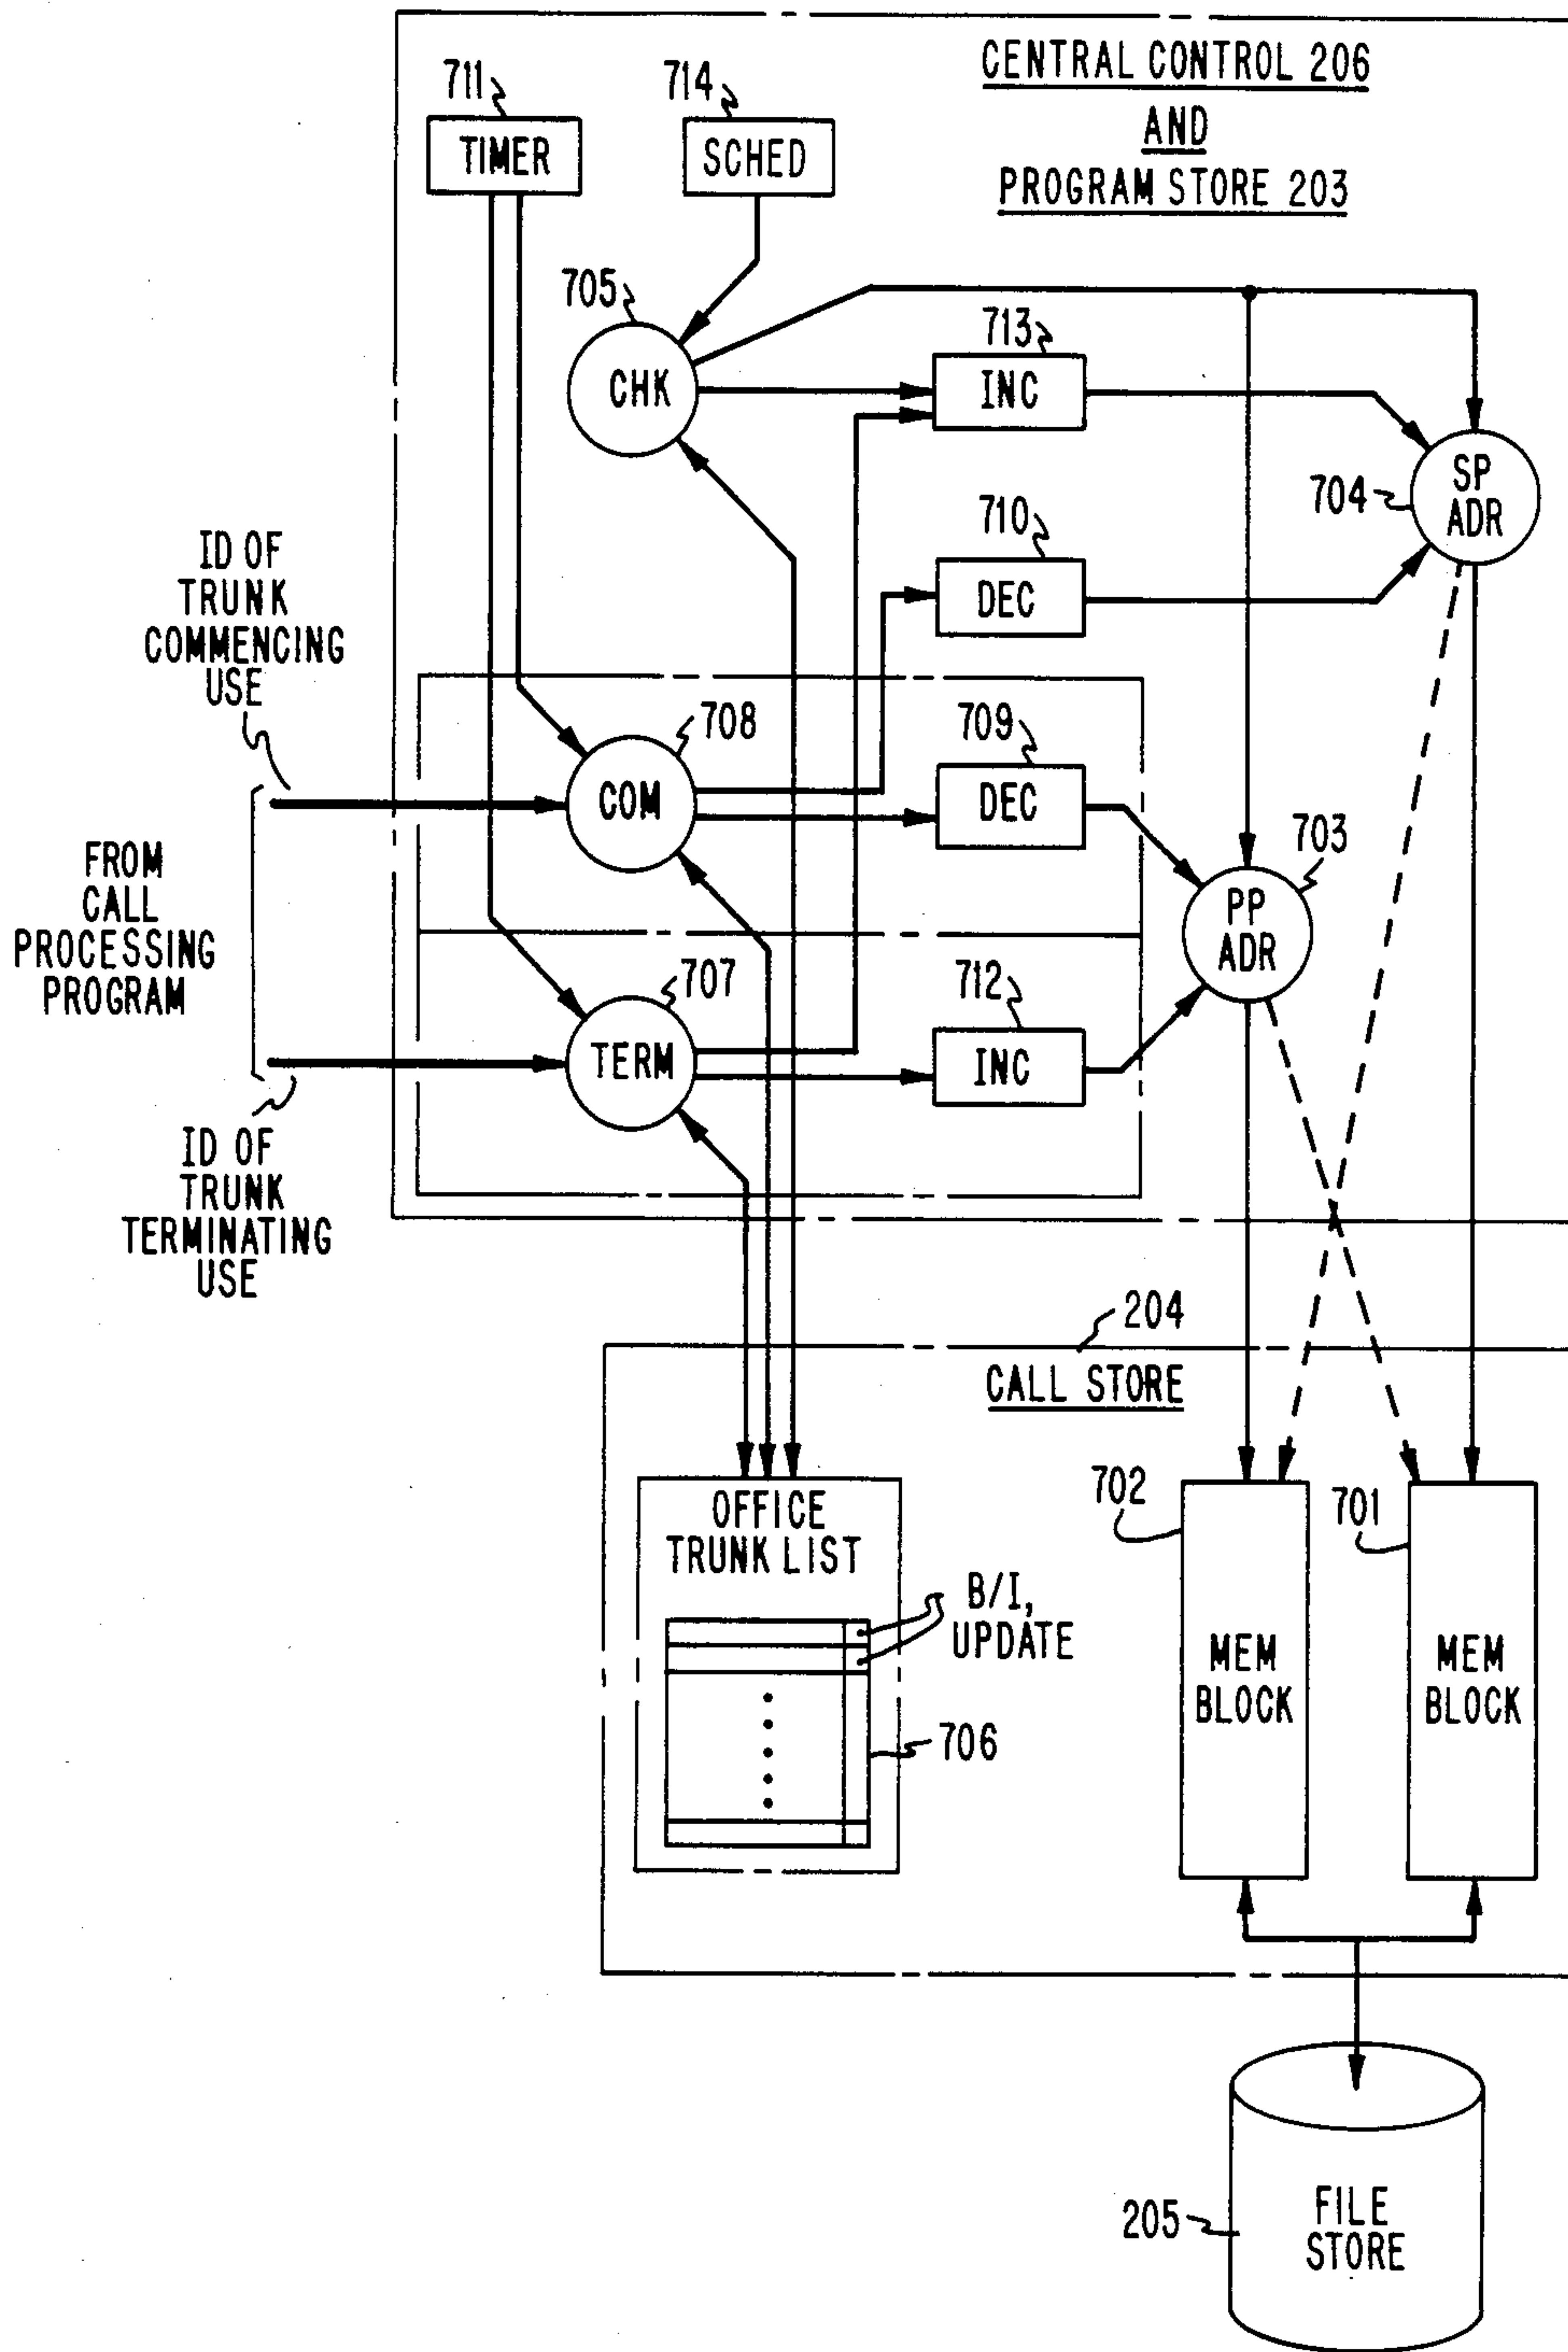 CENTRAL CONTROL 206
AND
PROGRAM STORE 203
711
TIMER
714
SCHED
705
CHK
713
INC
SP
ADR
704
710
DEC
ID OF
TRUNK
COMMENCING
USE
708
COM
709
DEC
703
PP
ADR
FROM
CALL
PROCESSING
PROGRAM
707
TERM
712
INC
ID OF
TRUNK
TERMINATING
USE
204
CALL STORE
OFFICE
TRUNK LIST
B/I,
UPDATE
706
702
MEM
BLOCK
701
MEM
BLOCK
205
FILE
STORE